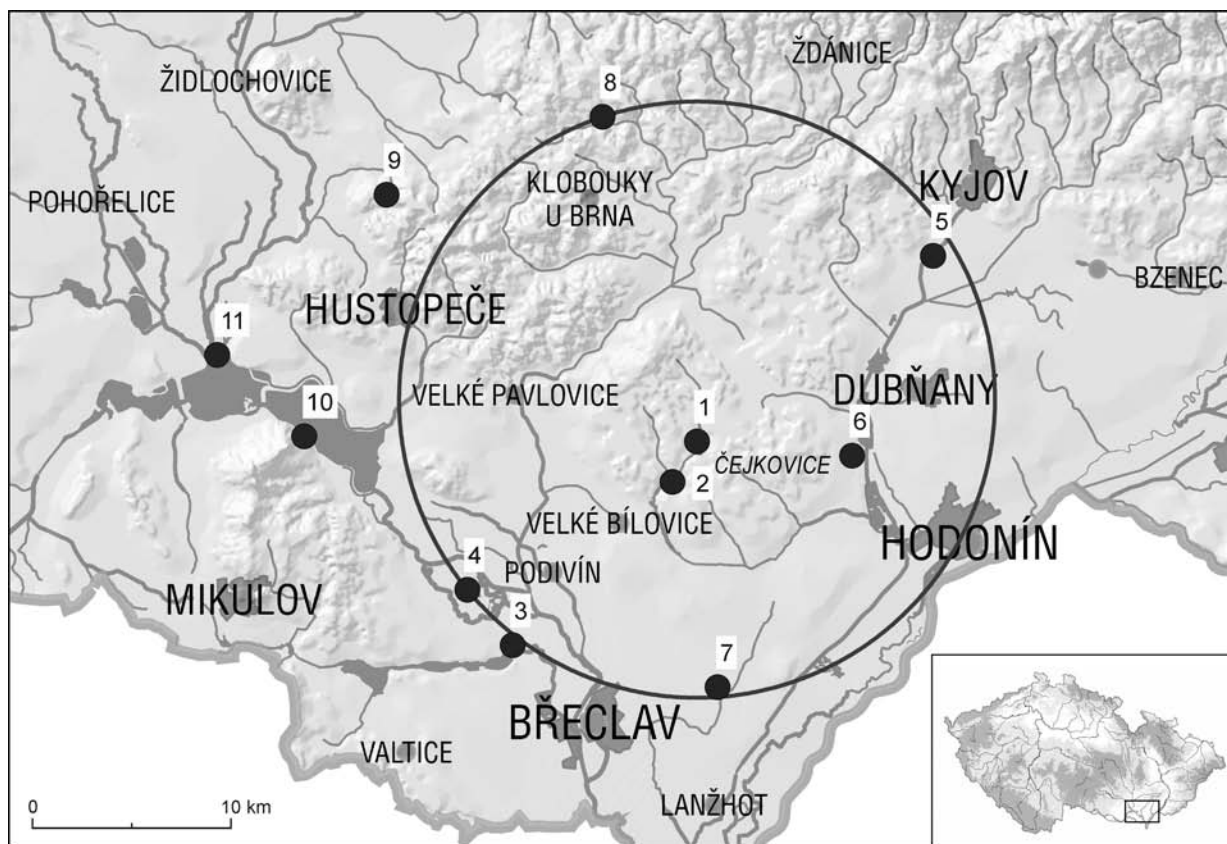 ŽDÁNICE
ŽIDLOCHOVICE
8
9
KLOBOUKY
U BRNA
KYJOV
POHOŘELICE
5
BZENEC
HUSTOPEČE
11
VELKÉ PAVLOVICE
DUBŇANY
10
1
6
ČEJKOVICE
2
VELKÉ BÍLOVICE
HODONÍN
4
PODIVÍN
MIKULOV
3
7
BŘECLAV
VALTICE
LANŽHOT
0 10 km